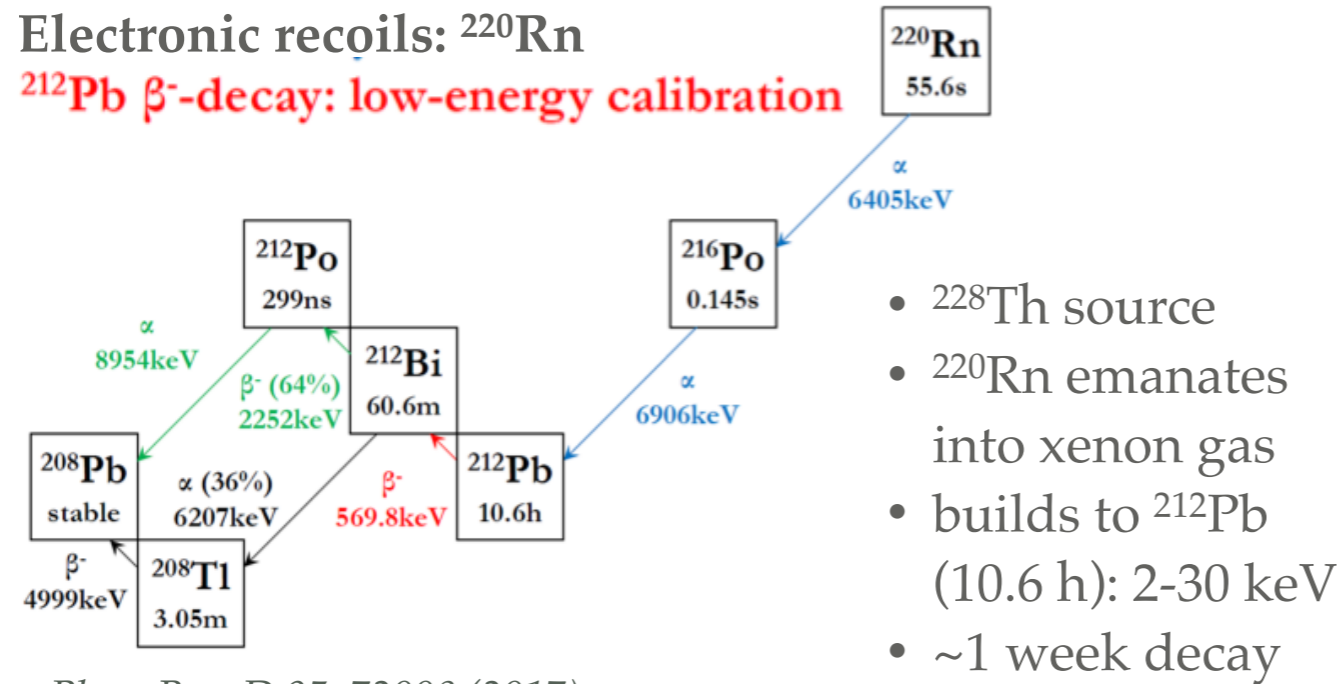 Electronic recoils: ²²⁰Rn
²¹²Pb β⁻-decay: low-energy calibration
²²⁰Rn
55.6s
α
6405keV
²¹²Po
299ns
²¹⁶Po
0.145s
α
8954keV
β⁻ (64%)
2252keV
²¹²Bi
60.6m
α
6906keV
²⁰⁸Pb
stable
α (36%)
6207keV
β⁻
569.8keV
²¹²Pb
10.6h
β⁻
4999keV
²⁰⁸Tl
3.05m
• ²²⁸Th source
• ²²⁰Rn emanates
into xenon gas
• builds to ²¹²Pb
(10.6 h): 2-30 keV
• ~1 week decay